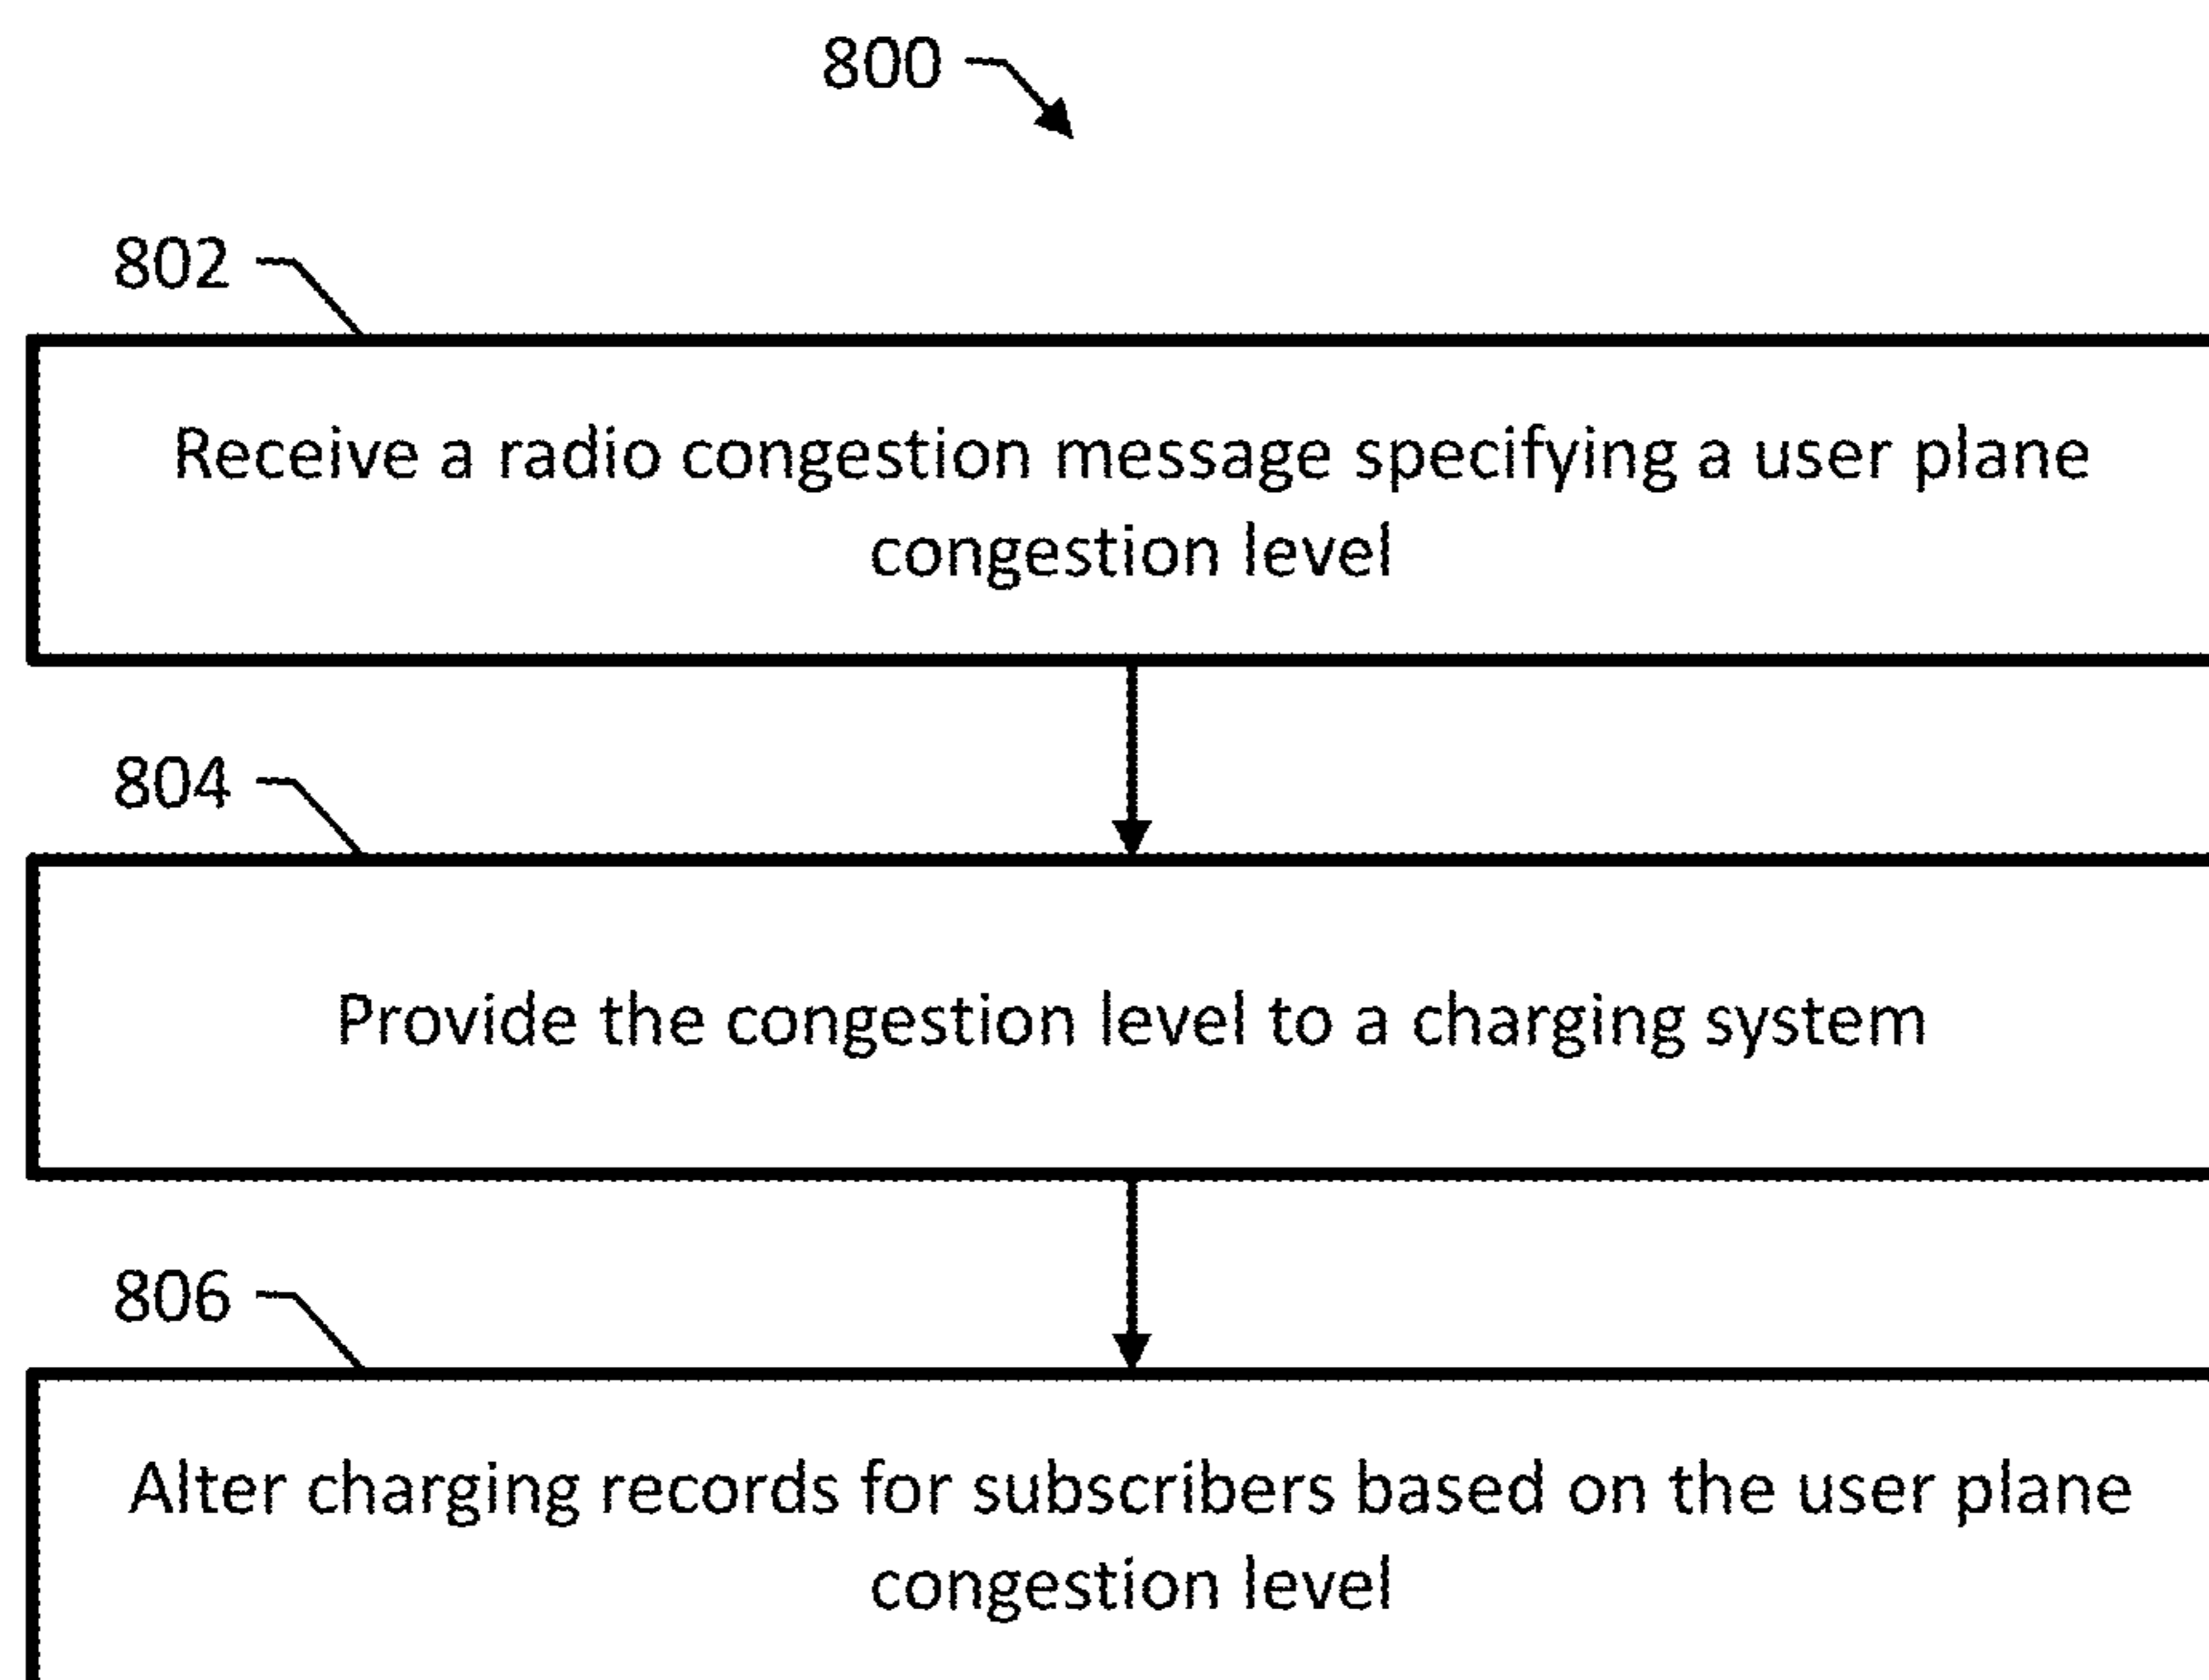 800
802
Receive a radio congestion message specifying a user plane
congestion level
804
Provide the congestion level to a charging system
806
Alter charging records for subscribers based on the user plane
congestion level